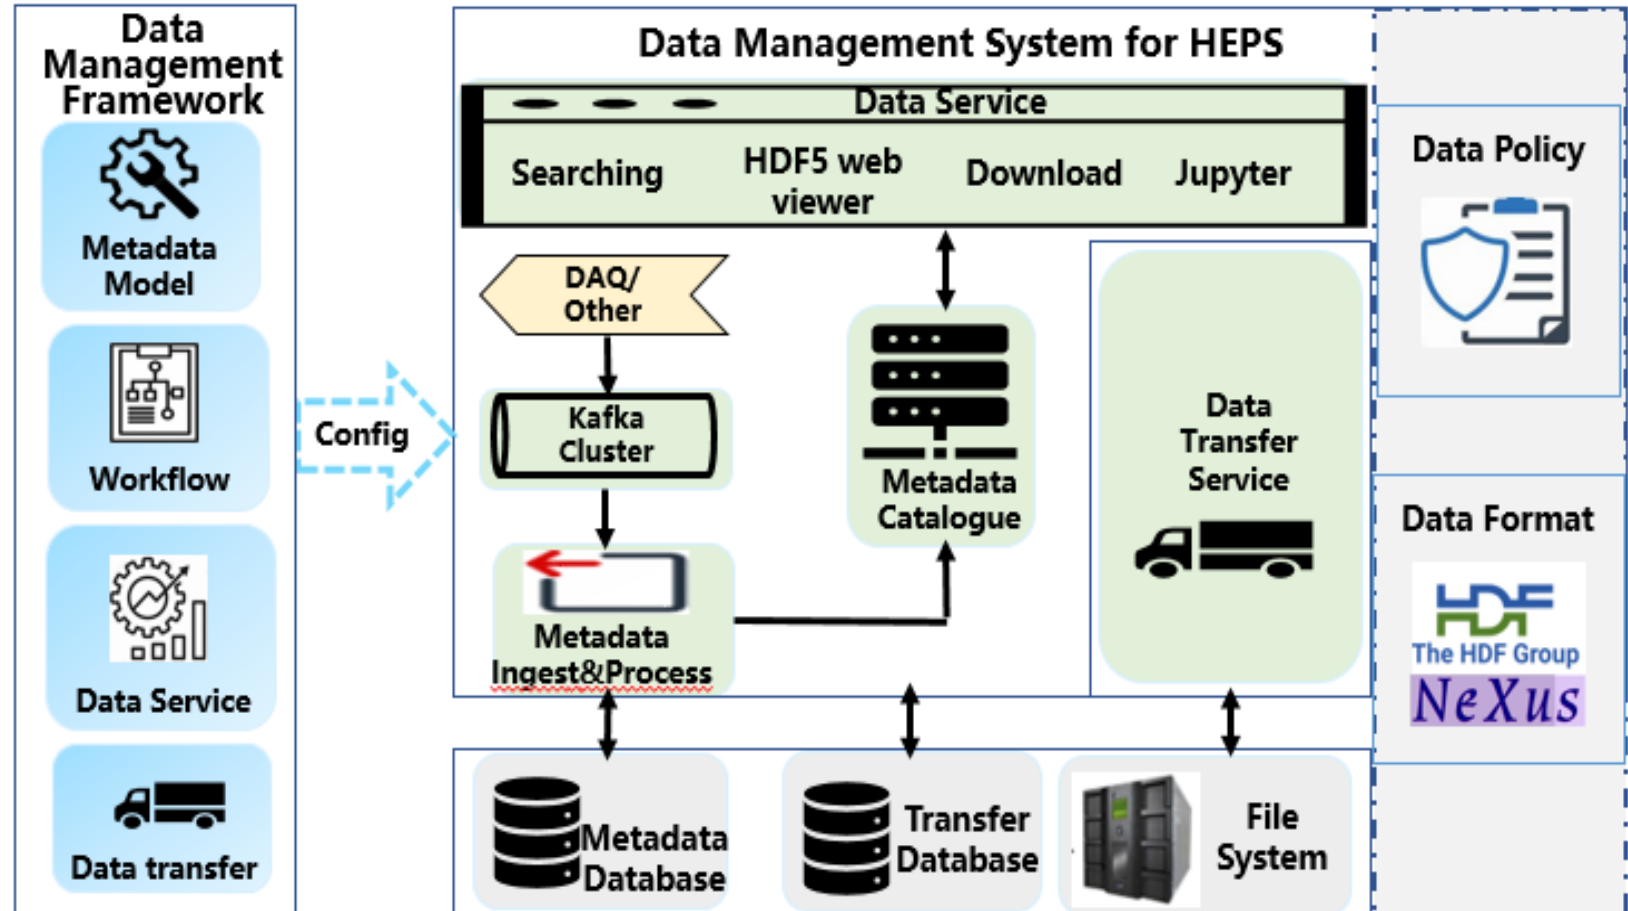 Data
Management
Framework
Metadata
Model
Workflow
Data Service
Data transfer
Config
Data Management System for HEPS
Data Service
Searching
HDF5 web
viewer
Download
Jupyter
DAQ/
Other
Kafka
Cluster
Metadata
Ingest&Process
Metadata
Catalogue
Data
Transfer
Service
Metadata
Database
Transfer
Database
File
System
Data Policy
Data Format
HDF
The HDF Group
NeXus